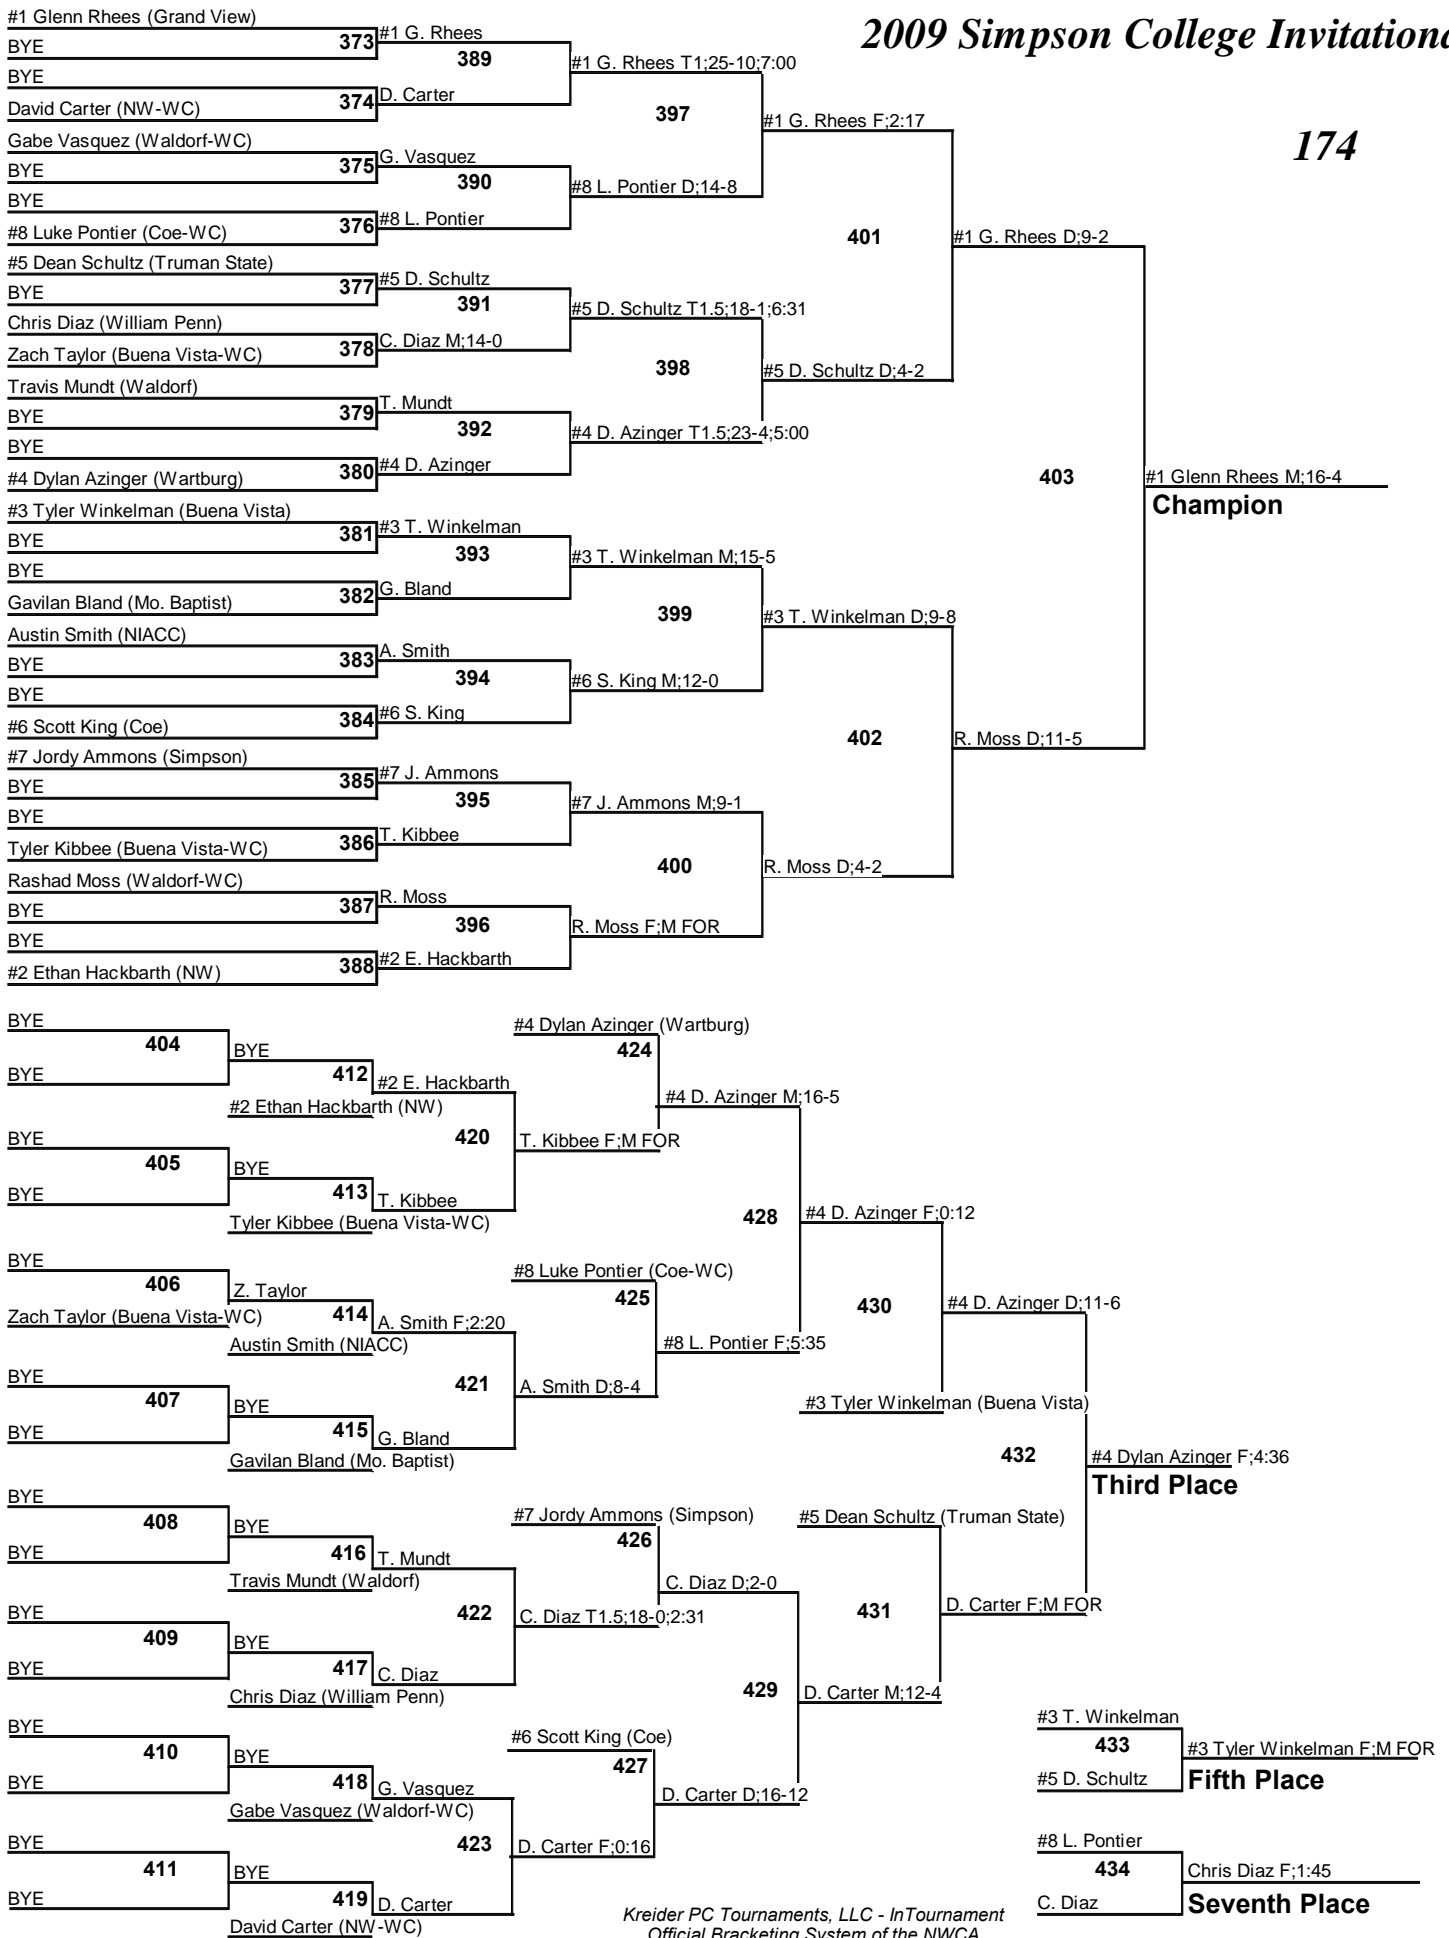 2009 Simpson College Invitationa
174
#1 Glenn Rhees (Grand View)
373
#1 G. Rhees
BYE
389
#1 G. Rhees T1;25-10;7:00
BYE
374
D. Carter
David Carter (NW-WC)
397
#1 G. Rhees F;2:17
Gabe Vasquez (Waldorf-WC)
375
G. Vasquez
BYE
390
#8 L. Pontier D;14-8
BYE
376
#8 L. Pontier
#8 Luke Pontier (Coe-WC)
401
#1 G. Rhees D;9-2
#5 Dean Schultz (Truman State)
377
#5 D. Schultz
BYE
391
#5 D. Schultz T1.5;18-1;6:31
Chris Diaz (William Penn)
378
C. Diaz M;14-0
Zach Taylor (Buena Vista-WC)
398
#5 D. Schultz D;4-2
Travis Mundt (Waldorf)
379
T. Mundt
BYE
392
#4 D. Azinger T1.5;23-4;5:00
BYE
380
#4 D. Azinger
#4 Dylan Azinger (Wartburg)
403
#1 Glenn Rhees M;16-4
Champion
#3 Tyler Winkelman (Buena Vista)
381
#3 T. Winkelman
BYE
393
#3 T. Winkelman M;15-5
BYE
382
G. Bland
Gavilan Bland (Mo. Baptist)
399
#3 T. Winkelman D;9-8
Austin Smith (NIACC)
383
A. Smith
BYE
394
#6 S. King M;12-0
BYE
384
#6 S. King
#6 Scott King (Coe)
402
R. Moss D;11-5
#7 Jordy Ammons (Simpson)
385
#7 J. Ammons
BYE
395
#7 J. Ammons M;9-1
BYE
386
T. Kibbee
Tyler Kibbee (Buena Vista-WC)
400
R. Moss D;4-2
Rashad Moss (Waldorf-WC)
387
R. Moss
BYE
396
R. Moss F;M FOR
BYE
388
#2 E. Hackbarth
#2 Ethan Hackbarth (NW)
BYE
404
BYE
BYE
412
#2 E. Hackbarth
#2 Ethan Hackbarth (NW)
#4 Dylan Azinger (Wartburg)
424
#4 D. Azinger M;16-5
420
T. Kibbee F;M FOR
BYE
405
BYE
BYE
413
T. Kibbee
Tyler Kibbee (Buena Vista-WC)
428
#4 D. Azinger F;0:12
BYE
406
Z. Taylor
Zach Taylor (Buena Vista-WC)
414
A. Smith F;2:20
Austin Smith (NIACC)
#8 Luke Pontier (Coe-WC)
425
#8 L. Pontier F;5:35
430
#4 D. Azinger D;11-6
421
A. Smith D;8-4
BYE
407
BYE
BYE
415
G. Bland
Gavilan Bland (Mo. Baptist)
#3 Tyler Winkelman (Buena Vista)
432
#4 Dylan Azinger F;4:36
Third Place
BYE
408
BYE
BYE
416
T. Mundt
Travis Mundt (Waldorf)
#7 Jordy Ammons (Simpson)
426
C. Diaz D;2-0
#5 Dean Schultz (Truman State)
431
D. Carter F;M FOR
422
C. Diaz T1.5;18-0;2:31
BYE
409
BYE
BYE
417
C. Diaz
Chris Diaz (William Penn)
429
D. Carter M;12-4
BYE
410
BYE
BYE
418
G. Vasquez
Gabe Vasquez (Waldorf-WC)
#6 Scott King (Coe)
427
D. Carter D;16-12
423
D. Carter F;0:16
BYE
411
BYE
BYE
419
D. Carter
David Carter (NW-WC)
#3 T. Winkelman
433
#3 Tyler Winkelman F;M FOR
#5 D. Schultz
Fifth Place
#8 L. Pontier
434
Chris Diaz F;1:45
C. Diaz
Seventh Place
Kreider PC Tournaments, LLC - InTournament
Official Bracketing System of the NWCA